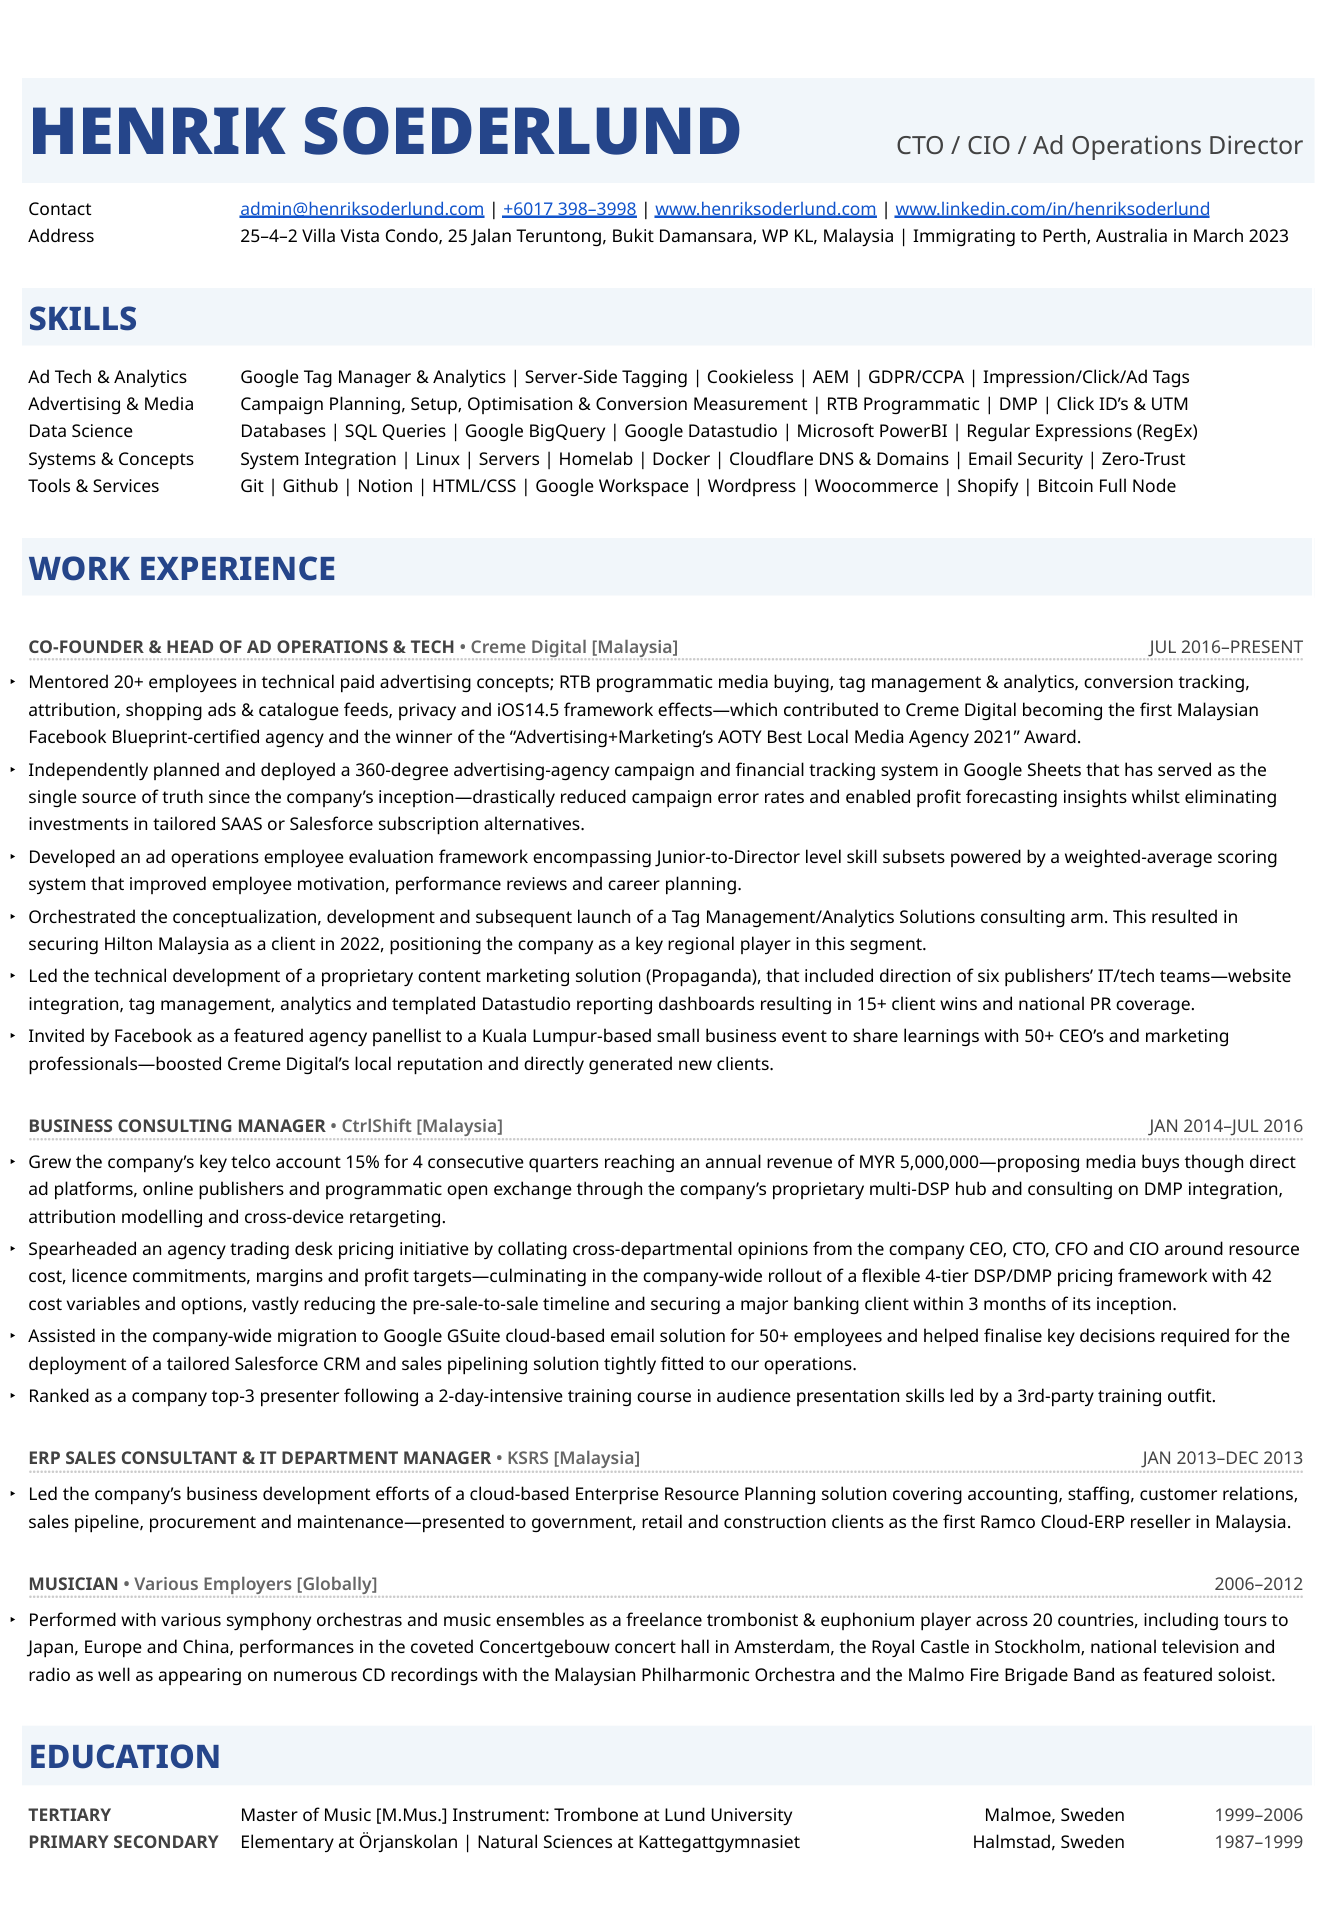 HENRIK SOEDERLUND CTO / CIO / Ad Operations Director
Contact admin@henriksoderlund.com | +6017 398–3998 | www.henriksoderlund.com | www.linkedin.com/in/henriksoderlund
Address 25–4–2 Villa Vista Condo, 25 Jalan Teruntong, Bukit Damansara, WP KL, Malaysia | Immigrating to Perth, Australia in March 2023
SKILLS
Ad Tech & Analytics Google Tag Manager & Analytics | Server-Side Tagging | Cookieless | AEM | GDPR/CCPA | Impression/Click/Ad Tags
Advertising & Media Campaign Planning, Setup, Optimisation & Conversion Measurement | RTB Programmatic | DMP | Click ID’s & UTM
Data Science Databases | SQL Queries | Google BigQuery | Google Datastudio | Microsoft PowerBI | Regular Expressions (RegEx)
Systems & Concepts System Integration | Linux | Servers | Homelab | Docker | Cloudflare DNS & Domains | Email Security | Zero-Trust
Tools & Services Git | Github | Notion | HTML/CSS | Google Workspace | Wordpress | Woocommerce | Shopify | Bitcoin Full Node
WORK EXPERIENCE
CO-FOUNDER & HEAD OF AD OPERATIONS & TECH • Creme Digital [Malaysia] JUL 2016–PRESENT
‣ Mentored 20+ employees in technical paid advertising concepts; RTB programmatic media buying, tag management & analytics, conversion tracking,
attribution, shopping ads & catalogue feeds, privacy and iOS14.5 framework effects—which contributed to Creme Digital becoming the first Malaysian
Facebook Blueprint-certified agency and the winner of the “Advertising+Marketing’s AOTY Best Local Media Agency 2021” Award.
‣ Independently planned and deployed a 360-degree advertising-agency campaign and financial tracking system in Google Sheets that has served as the
single source of truth since the company’s inception—drastically reduced campaign error rates and enabled profit forecasting insights whilst eliminating
investments in tailored SAAS or Salesforce subscription alternatives.
‣ Developed an ad operations employee evaluation framework encompassing Junior-to-Director level skill subsets powered by a weighted-average scoring
system that improved employee motivation, performance reviews and career planning.
‣ Orchestrated the conceptualization, development and subsequent launch of a Tag Management/Analytics Solutions consulting arm. This resulted in
securing Hilton Malaysia as a client in 2022, positioning the company as a key regional player in this segment.
‣ Led the technical development of a proprietary content marketing solution (Propaganda), that included direction of six publishers’ IT/tech teams—website
integration, tag management, analytics and templated Datastudio reporting dashboards resulting in 15+ client wins and national PR coverage.
‣ Invited by Facebook as a featured agency panellist to a Kuala Lumpur-based small business event to share learnings with 50+ CEO’s and marketing
professionals—boosted Creme Digital’s local reputation and directly generated new clients.
BUSINESS CONSULTING MANAGER • CtrlShift [Malaysia] JAN 2014–JUL 2016
‣ Grew the company’s key telco account 15% for 4 consecutive quarters reaching an annual revenue of MYR 5,000,000—proposing media buys though direct
ad platforms, online publishers and programmatic open exchange through the company’s proprietary multi-DSP hub and consulting on DMP integration,
attribution modelling and cross-device retargeting.
‣ Spearheaded an agency trading desk pricing initiative by collating cross-departmental opinions from the company CEO, CTO, CFO and CIO around resource
cost, licence commitments, margins and profit targets—culminating in the company-wide rollout of a flexible 4-tier DSP/DMP pricing framework with 42
cost variables and options, vastly reducing the pre-sale-to-sale timeline and securing a major banking client within 3 months of its inception.
‣ Assisted in the company-wide migration to Google GSuite cloud-based email solution for 50+ employees and helped finalise key decisions required for the
deployment of a tailored Salesforce CRM and sales pipelining solution tightly fitted to our operations.
‣ Ranked as a company top-3 presenter following a 2-day-intensive training course in audience presentation skills led by a 3rd-party training outfit.
ERP SALES CONSULTANT & IT DEPARTMENT MANAGER • KSRS [Malaysia] JAN 2013–DEC 2013
‣ Led the company’s business development efforts of a cloud-based Enterprise Resource Planning solution covering accounting, staffing, customer relations,
sales pipeline, procurement and maintenance—presented to government, retail and construction clients as the first Ramco Cloud-ERP reseller in Malaysia.
MUSICIAN • Various Employers [Globally] 2006–2012
‣ Performed with various symphony orchestras and music ensembles as a freelance trombonist & euphonium player across 20 countries, including tours to
Japan, Europe and China, performances in the coveted Concertgebouw concert hall in Amsterdam, the Royal Castle in Stockholm, national television and
radio as well as appearing on numerous CD recordings with the Malaysian Philharmonic Orchestra and the Malmo Fire Brigade Band as featured soloist.
EDUCATION
TERTIARY Master of Music [M.Mus.] Instrument: Trombone at Lund University Malmoe, Sweden 1999–2006
PRIMARY SECONDARY Elementary at Örjanskolan | Natural Sciences at Kattegattgymnasiet Halmstad, Sweden 1987–1999